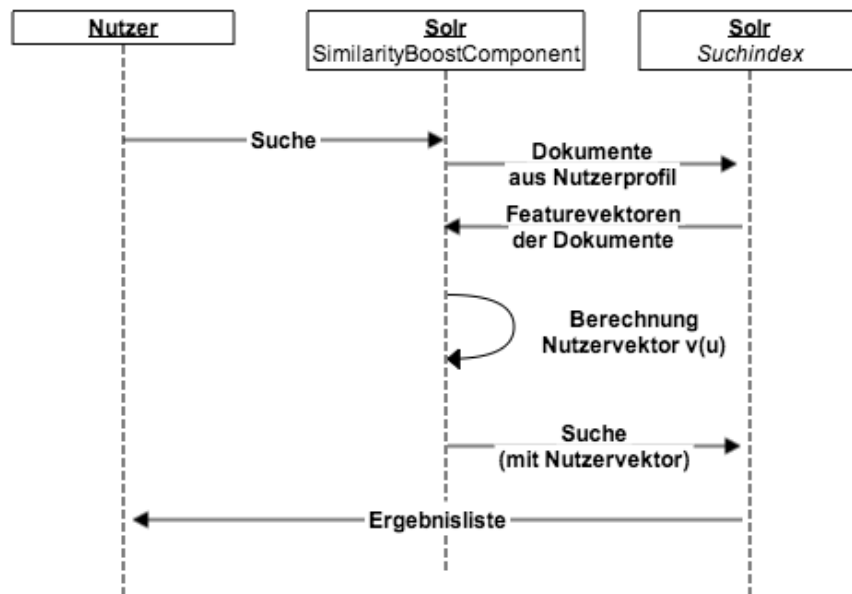 Nutzer
Solr
SimilarityBoostComponent
Solr
Suchindex
Suche
Dokumente
aus Nutzerprofil
Featurevektoren
der Dokumente
Berechnung
Nutzervektor v(u)
Suche
(mit Nutzervektor)
Ergebnisliste